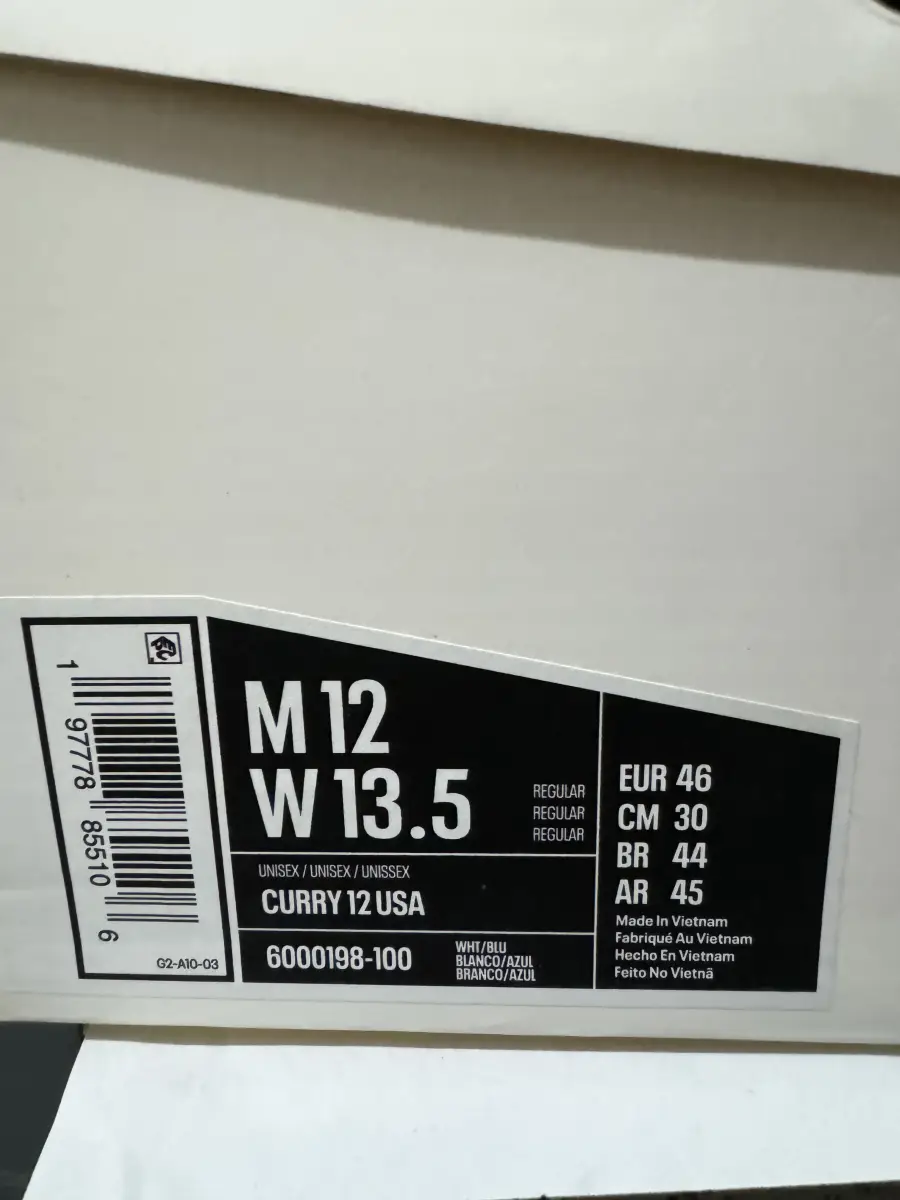 1 97778 85510 6
G2-A10-03
M 12
W 13.5
REGULAR
REGULAR
REGULAR
UNISEX / UNISEX / UNISSEX
CURRY 12 USA
6000198-100
WHT/BLU
BLANCO/AZUL
BRANCO/AZUL
EUR 46
CM 30
BR 44
AR 45
Made In Vietnam
Fabriqué Au Vietnam
Hecho En Vietnam
Feito No Vietnã